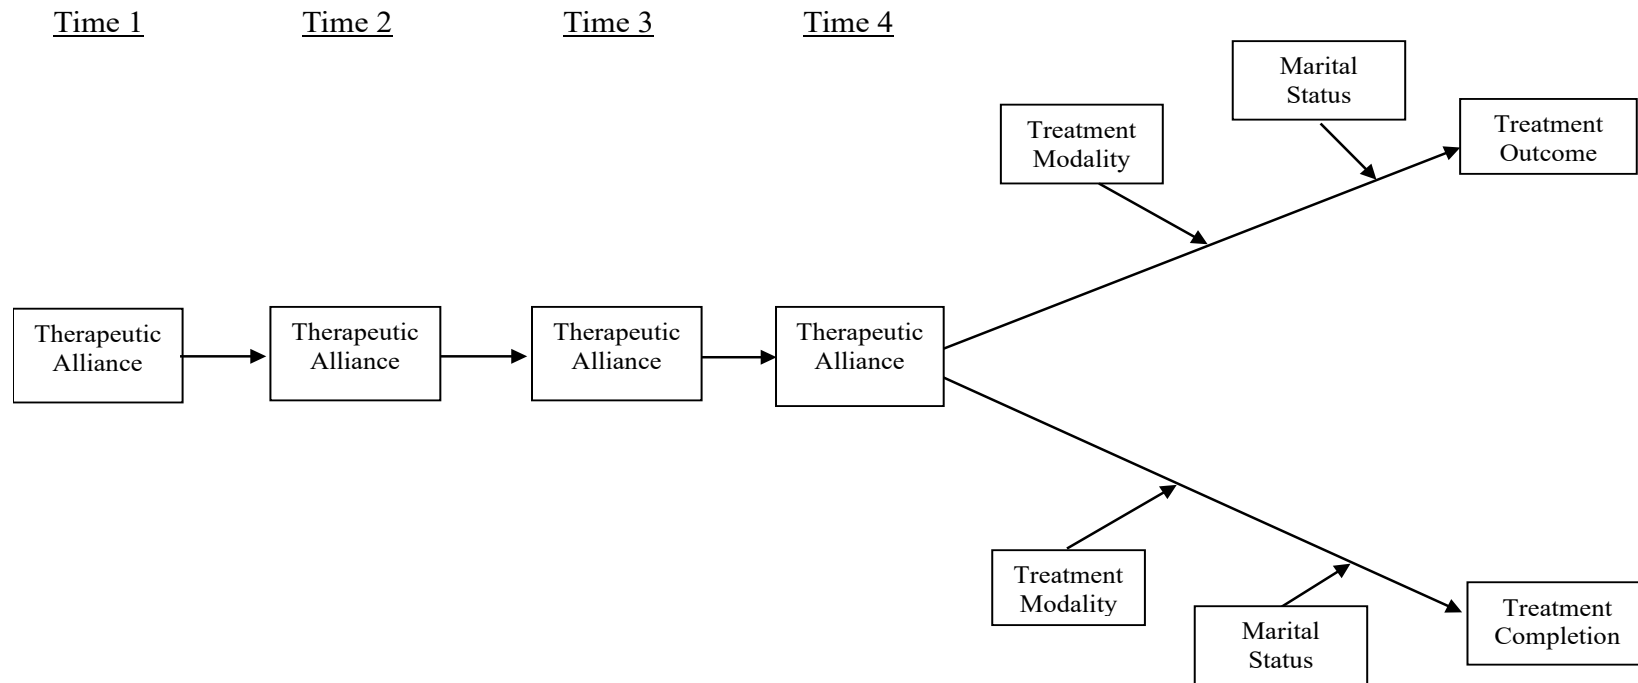 Time 1
Time 2
Time 3
Time 4
Marital
Status
Treatment
Modality
Treatment
Outcome
Therapeutic
Alliance
Therapeutic
Alliance
Therapeutic
Alliance
Therapeutic
Alliance
Treatment
Modality
Marital
Status
Treatment
Completion